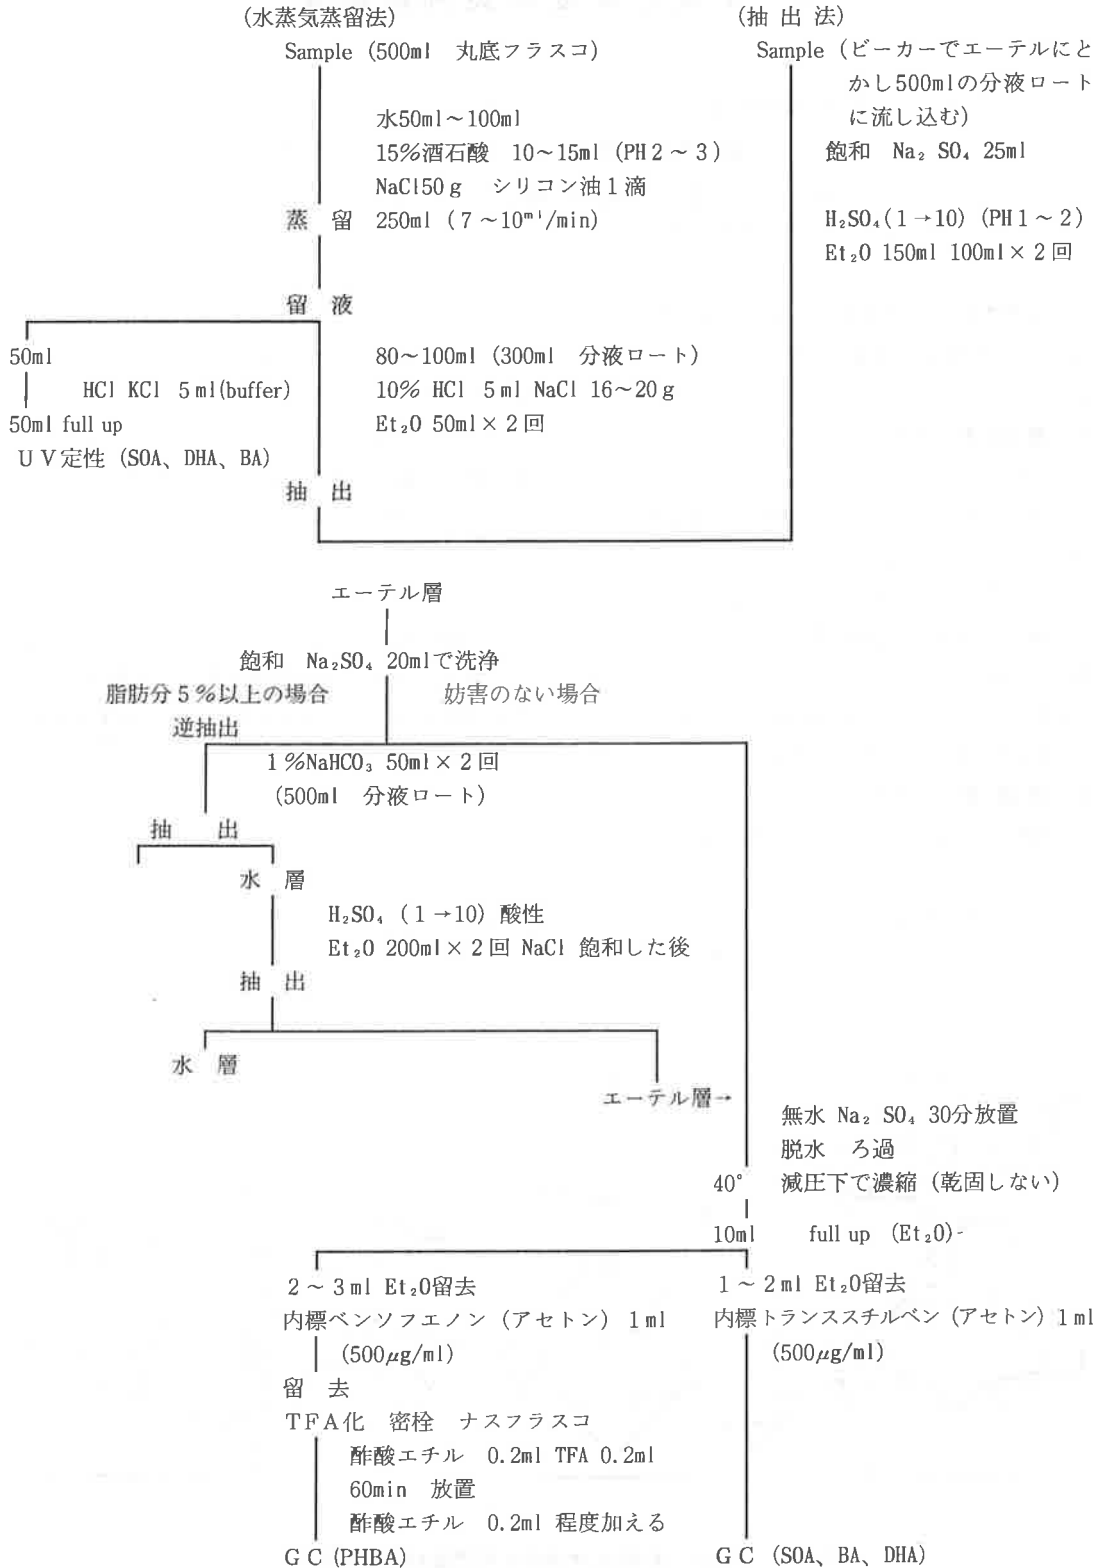 (水蒸気蒸留法)
Sample (500ml 丸底フラスコ)
水50ml～100ml
15%酒石酸 10～15ml (PH2～3)
NaCl50g シリコン油1滴
蒸 留 250ml (7～10ml/min)
留 液
50ml
HCl KCl 5ml(buffer)
50ml full up
UV定性 (SOA、DHA、BA)
80～100ml (300ml 分液ロート)
10% HCl 5ml NaCl 16～20g
Et₂O 50ml×2回
抽 出
(抽 出 法)
Sample (ビーカーでエーテルにと
かし500mlの分液ロート
に流し込む)
飽和 Na₂ SO₄ 25ml
H₂SO₄(1→10) (PH1～2)
Et₂O 150ml 100ml×2回
エーテル層
飽和 Na₂SO₄ 20mlで洗浄
脂肪分5%以上の場合 妨害のない場合
逆抽出
1%NaHCO₃ 50ml×2回
(500ml 分液ロート)
抽 出
水 層
H₂SO₄ (1→10) 酸性
Et₂O 200ml×2回 NaCl 飽和した後
抽 出
水 層
エーテル層→
無水 Na₂ SO₄ 30分放置
脱水 ろ過
40° 減圧下で濃縮 (乾固しない)
10ml full up (Et₂O)
2～3ml Et₂O留去
内標ベンソフエノン (アセトン) 1ml
(500μg/ml)
留 去
TFA化 密栓 ナスフラスコ
酢酸エチル 0.2ml TFA 0.2ml
60min 放置
酢酸エチル 0.2ml 程度加える
GC (PHBA)
1～2ml Et₂O留去
内標トランススチルベン (アセトン) 1ml
(500μg/ml)
GC (SOA、BA、DHA)